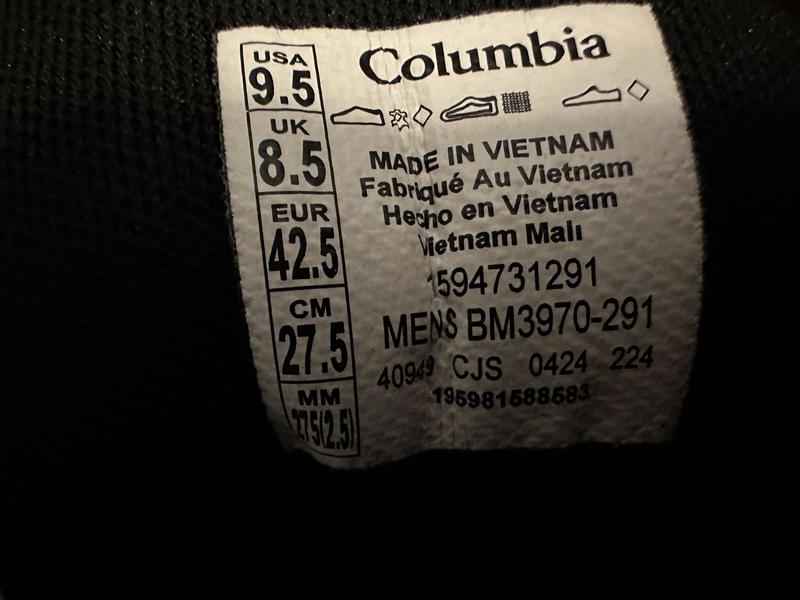 USA
9.5
UK
8.5
EUR
42.5
CM
27.5
MM
275(2.5)
Columbia
MADE IN VIETNAM
Fabriqué Au Vietnam
Hecho en Vietnam
Vietnam Malı
1594731291
MENS BM3970-291
40949 CJS 0424 224
195981588583